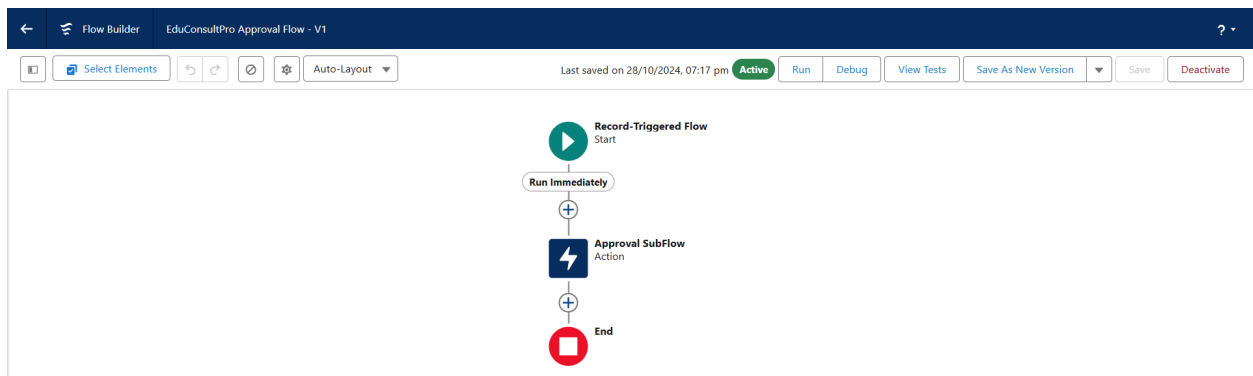 Flow Builder EduConsultPro Approval Flow - V1 ?
Select Elements Auto-Layout Last saved on 28/10/2024, 07:17 pm Active Run Debug View Tests Save As New Version Save Deactivate
Record-Triggered Flow
Start
Run Immediately
Approval SubFlow
Action
End